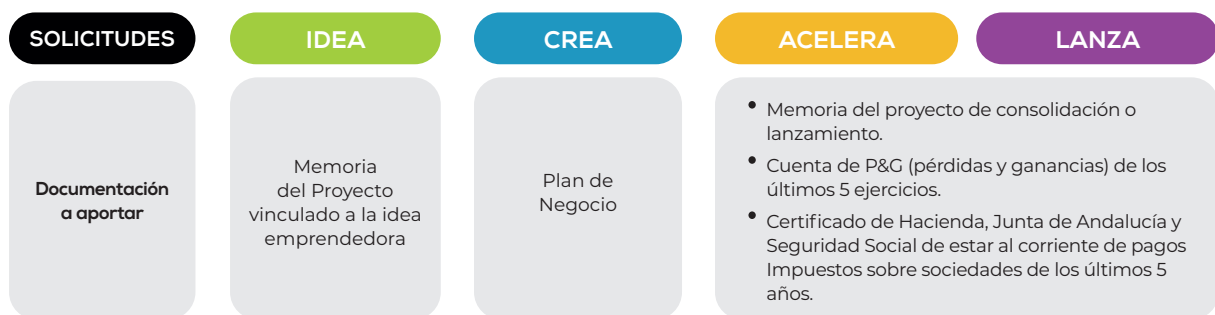 SOLICITUDES
IDEA
CREA
ACELERA
LANZA
Documentación
a aportar
Memoria
del Proyecto
vinculado a la idea
emprendedora
Plan de
Negocio
• Memoria del proyecto de consolidación o
lanzamiento.
• Cuenta de P&G (pérdidas y ganancias) de los
últimos 5 ejercicios.
• Certificado de Hacienda, Junta de Andalucía y
Seguridad Social de estar al corriente de pagos
Impuestos sobre sociedades de los últimos 5
años.